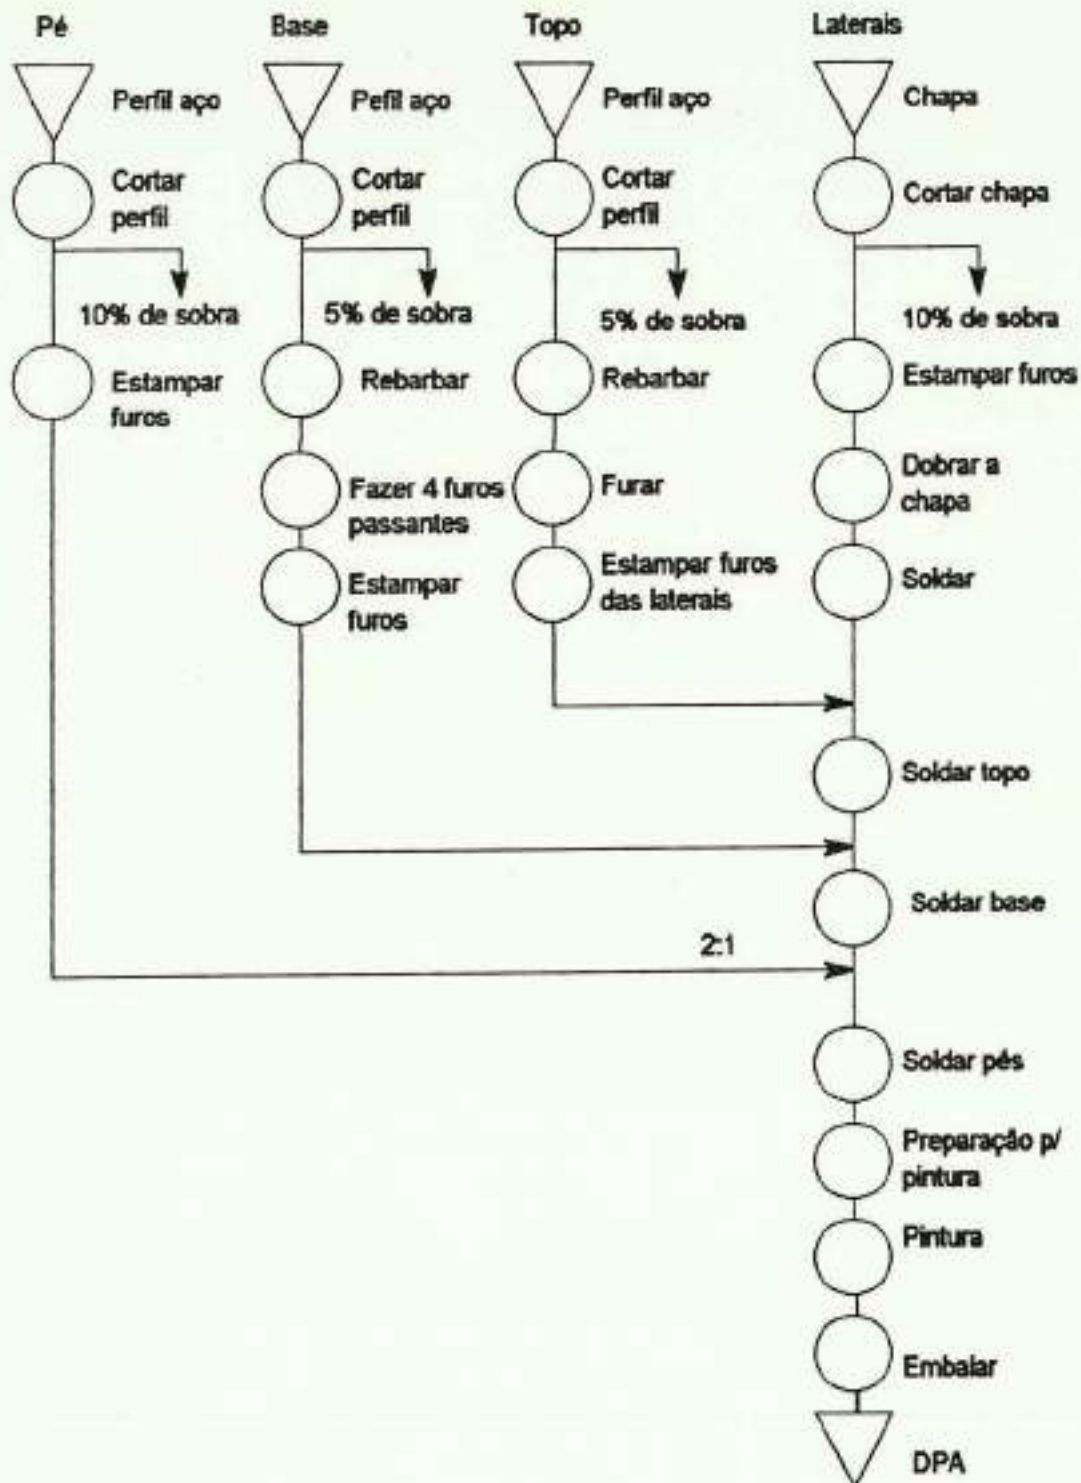 Pé
Base
Topo
Laterais
Perfil aço
Pefil aço
Perfil aço
Chapa
Cortar
perfil
Cortar
perfil
Cortar
perfil
Cortar chapa
10% de sobra
5% de sobra
5% de sobra
10% de sobra
Estampar
furos
Rebarbar
Rebarbar
Estampar furos
Fazer 4 furos
passantes
Furar
Dobrar a
chapa
Estampar
furos
Estampar furos
das laterais
Soldar
Soldar topo
Soldar base
2:1
Soldar pés
Preparação p/
pintura
Pintura
Embalar
DPA